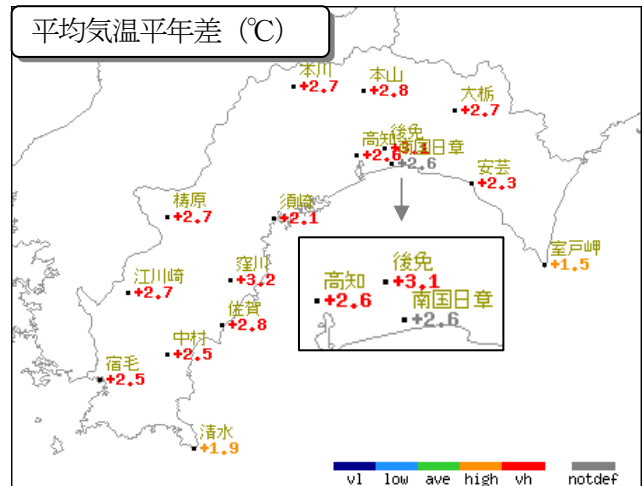 平均気温平年差（℃）
本川
+2.7
本山
+2.8
大栃
+2.7
高知
+2.6
後免
+3.1
南国日章
+2.6
安芸
+2.3
梼原
+2.7
須崎
+2.1
室戸岬
+1.5
窪川
+3.2
江川崎
+2.7
佐賀
+2.8
中村
+2.5
宿毛
+2.5
清水
+1.9
後免
+3.1
高知
+2.6
南国日章
+2.6
vl low ave high vh notdef